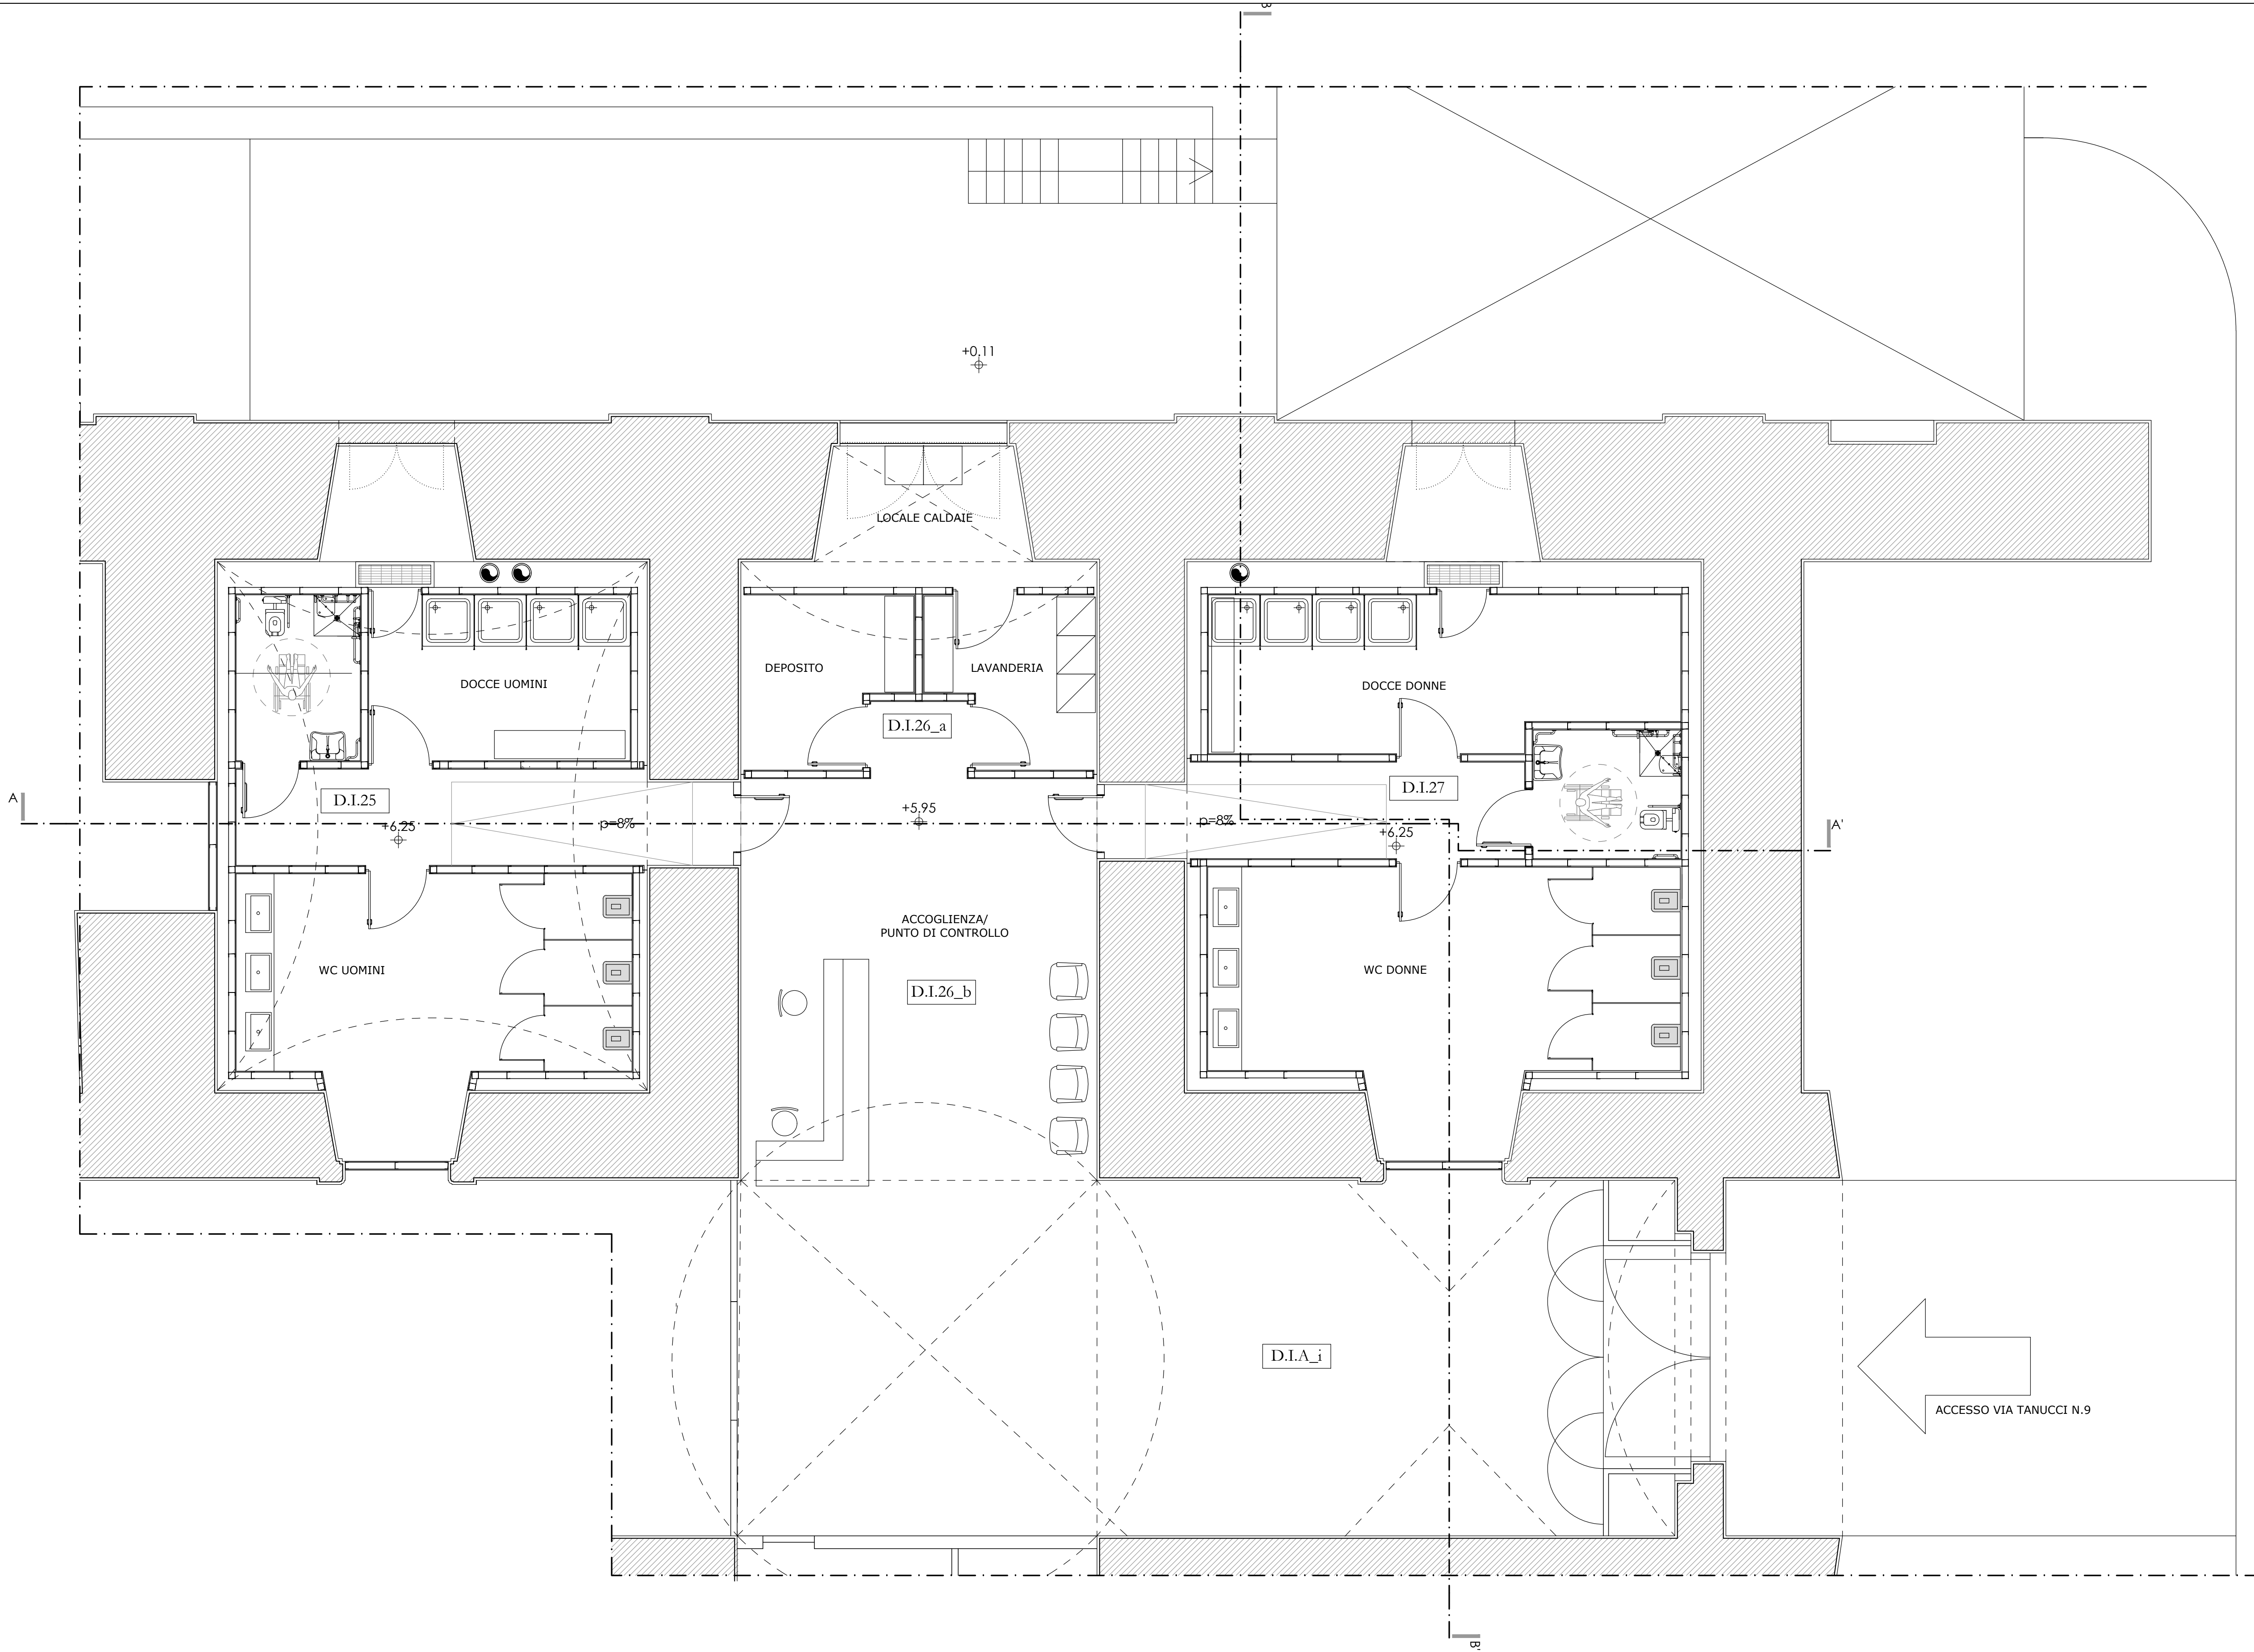 B
+0,11
LOCALE CALDAIE
DEPOSITO
LAVANDERIA
DOCCE UOMINI
DOCCE DONNE
D.I.26_a
D.I.25
D.I.27
A
+6.25
p=8%
+5.95
p=8%
+6.25
A'
ACCOGLIENZA/
PUNTO DI CONTROLLO
WC UOMINI
WC DONNE
D.I.26_b
D.I.A_i
ACCESSO VIA TANUCCI N.9
B'